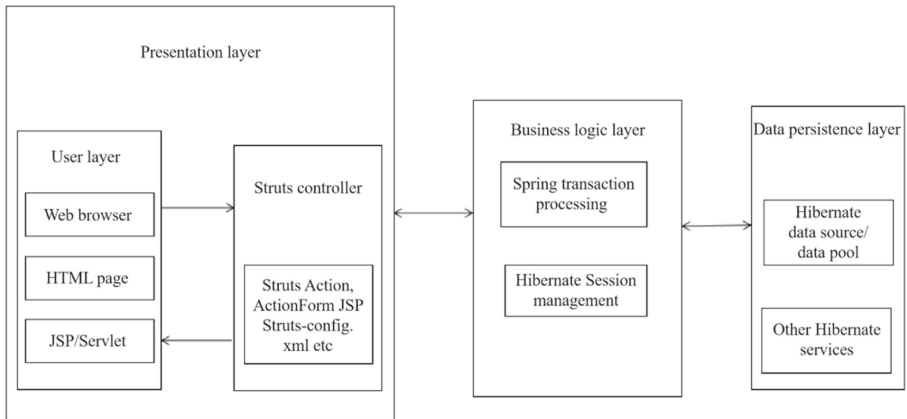 Presentation layer
User layer
Web browser
HTML page
JSP/Servlet
Struts controller
Struts Action,
ActionForm JSP
Struts-config.
xml etc
Business logic layer
Spring transaction
processing
Hibernate Session
management
Data persistence layer
Hibernate
data source/
data pool
Other Hibernate
services